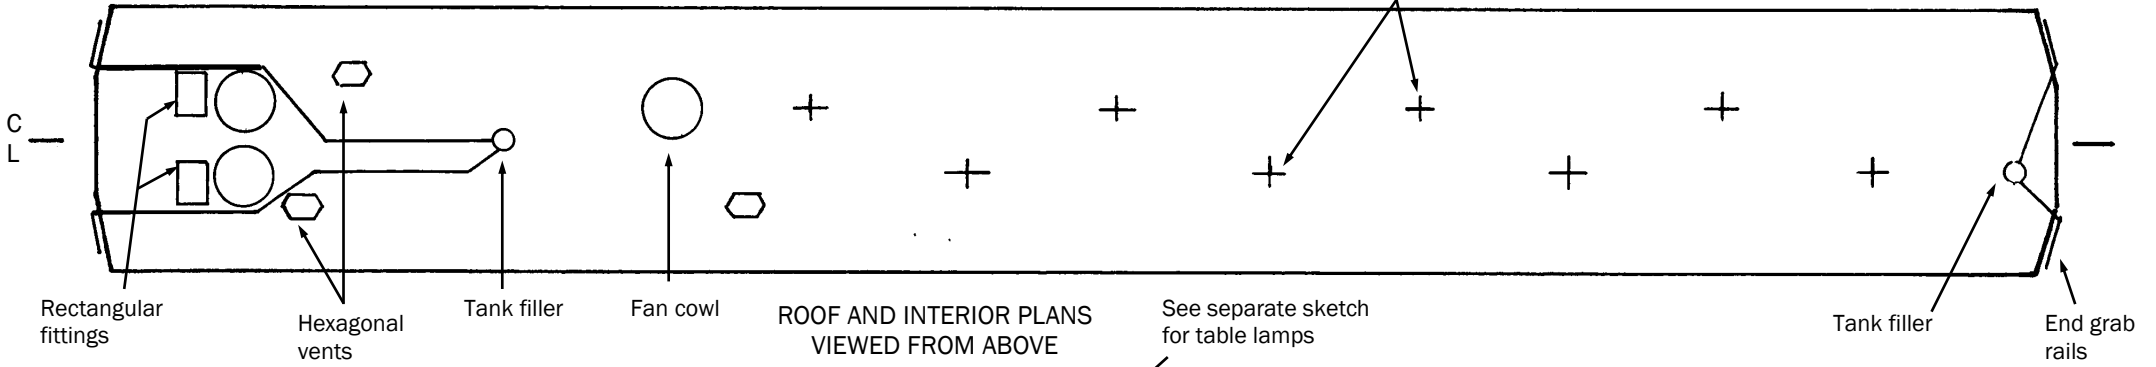 C
L
Rectangular
fittings
Hexagonal
vents
Tank filler
Fan cowl
ROOF AND INTERIOR PLANS
VIEWED FROM ABOVE
See separate sketch
for table lamps
Tank filler
End grab
rails